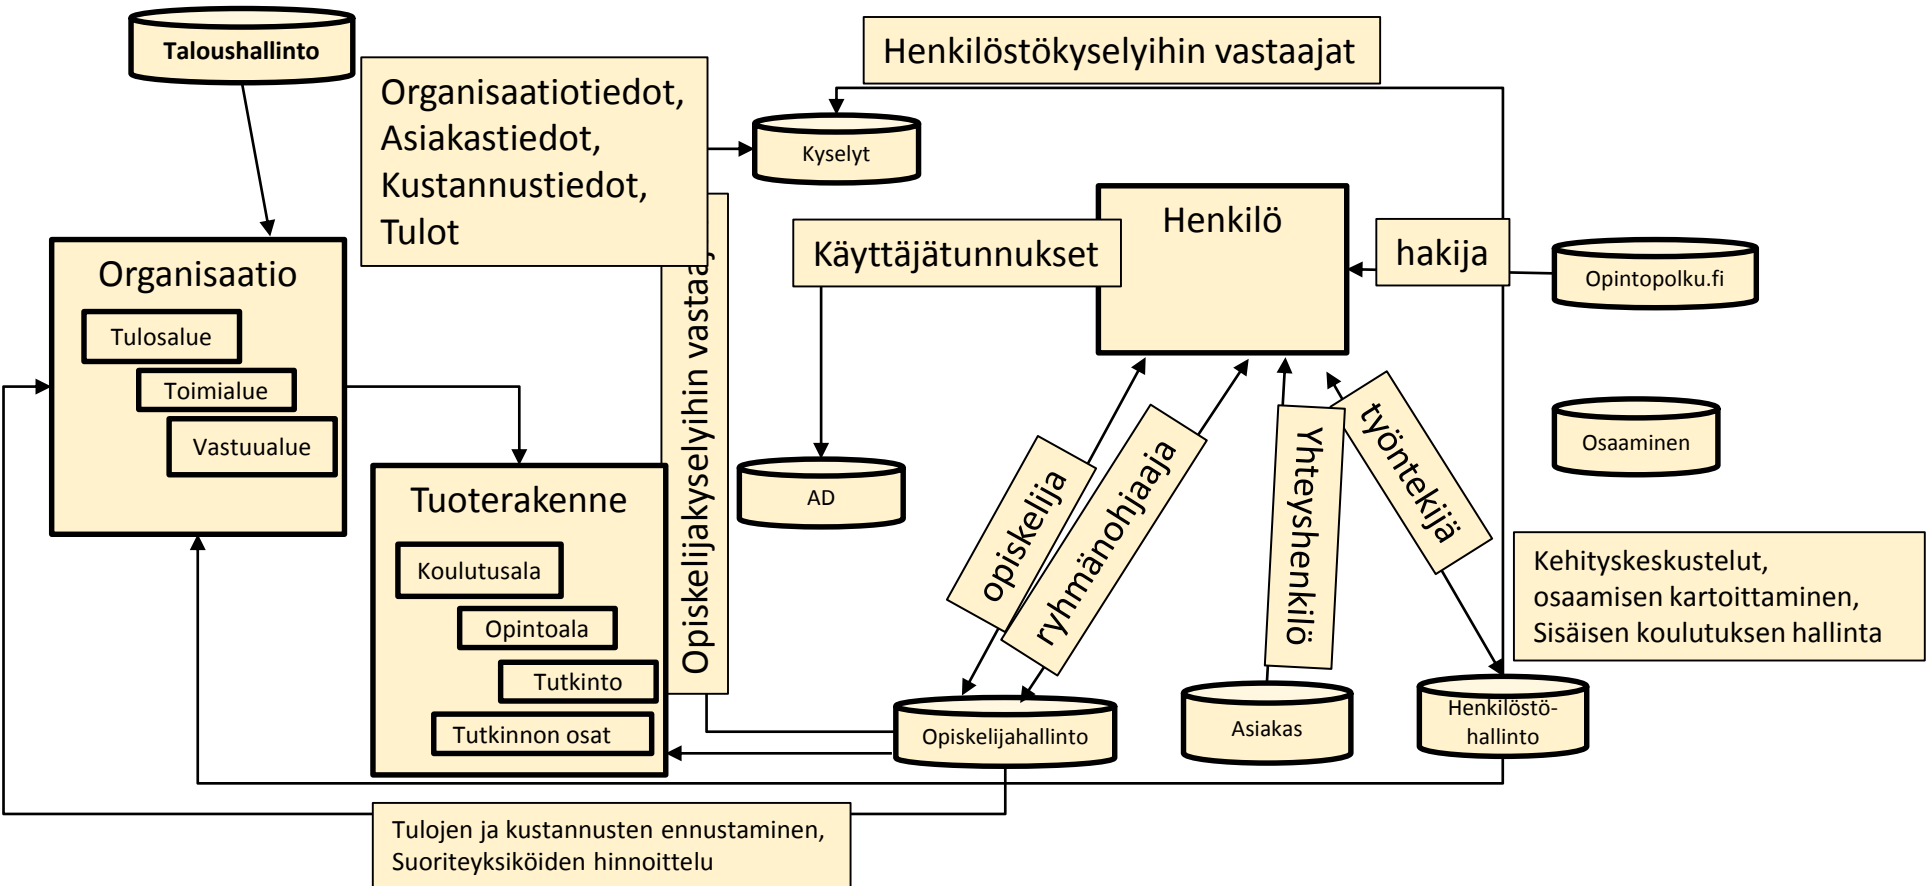 Taloushallinto
Henkilöstökyselyihin vastaajat
Organisaatiotiedot,
Asiakastiedot,
Kustannustiedot,
Tulot
Kyselyt
Henkilö
Käyttäjätunnukset
hakija
Opintopolku.fi
Organisaatio
Tulosalue
Toimialue
Vastuualue
Opiskelijakyselyihin
Osaaminen
AD
Tuoterakenne
Koulutusala
Opintoala
Tutkinto
Tutkinnon osat
opiskelija
ryhmänohjaaja
Yhteyshenkilö
työntekijä
Kehityskeskustelut,
osaamisen kartoittaminen,
Sisäisen koulutuksen hallinta
Opiskelijahallinto
Asiakas
Henkilöstö-
hallinto
Tulojen ja kustannusten ennustaminen,
Suoriteyksiköiden hinnoittelu